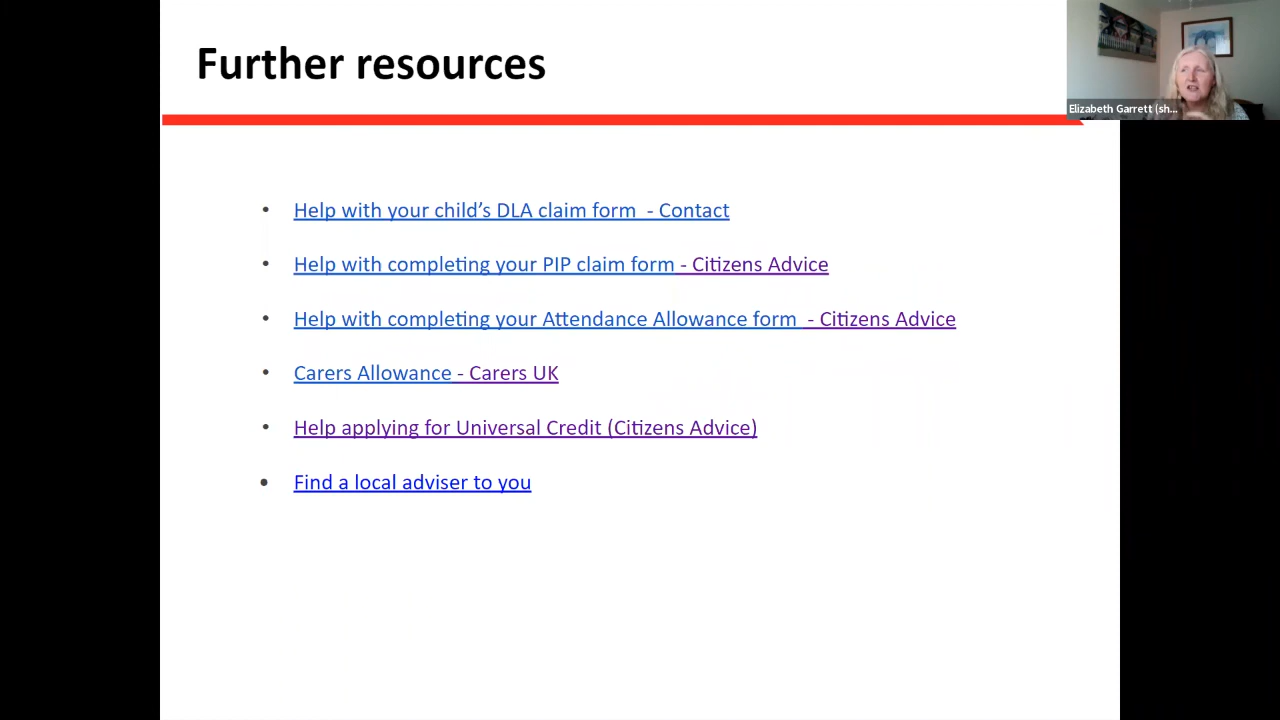 Further resources
Elizabeth Garrett (sh...
• Help with your child’s DLA claim form  - Contact
• Help with completing your PIP claim form - Citizens Advice
• Help with completing your Attendance Allowance form  - Citizens Advice
• Carers Allowance - Carers UK
• Help applying for Universal Credit (Citizens Advice)
• Find a local adviser to you